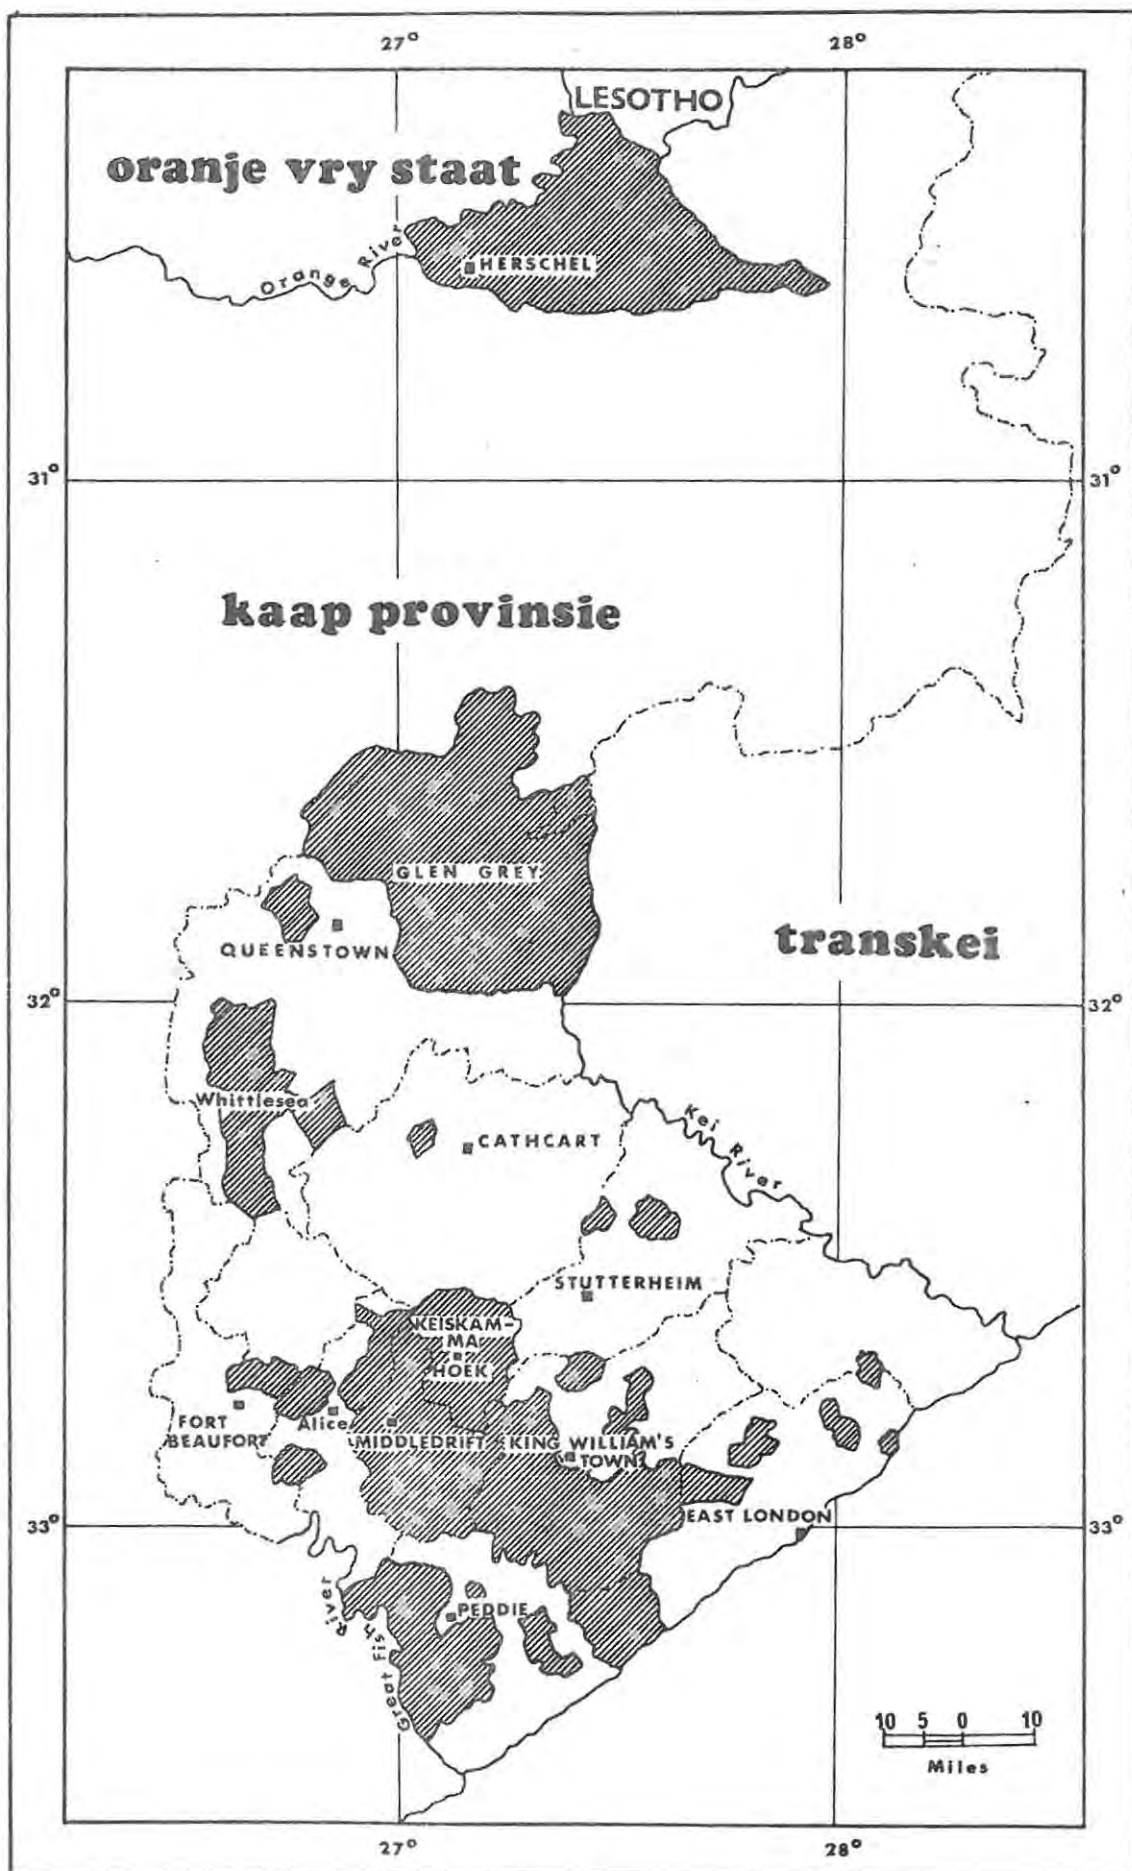 27° 28°
LESOTHO
oranje vry staat
Orange River
HERSCHEL
31° 31°
kaap provinsie
GLEN GREY
QUEENSTOWN
transkei
32° 32°
Whittlesea
Kei River
CATHCART
STUTTERHEIM
KEISKAM-
MA
HOEK
FORT
BEAUFORT
Alice
MIDDLEDRIFT
KING WILLIAM'S
TOWN
EAST LONDON
33° 33°
Great Fish River
PEDDIE
10 5 0 10
Miles
27° 28°